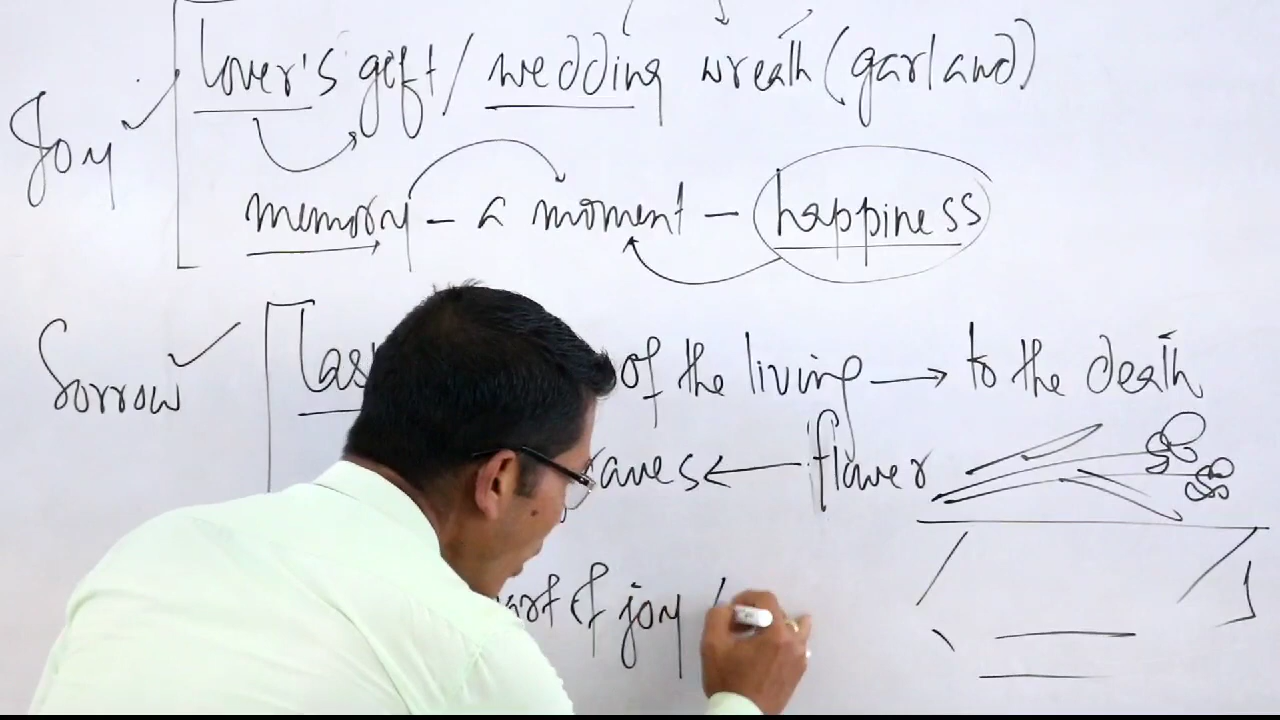 lover's gift/wedding wreath (garland)
Joy
memory - a moment - happiness
Sorrow
of the living → to the death
← flower
of joy /